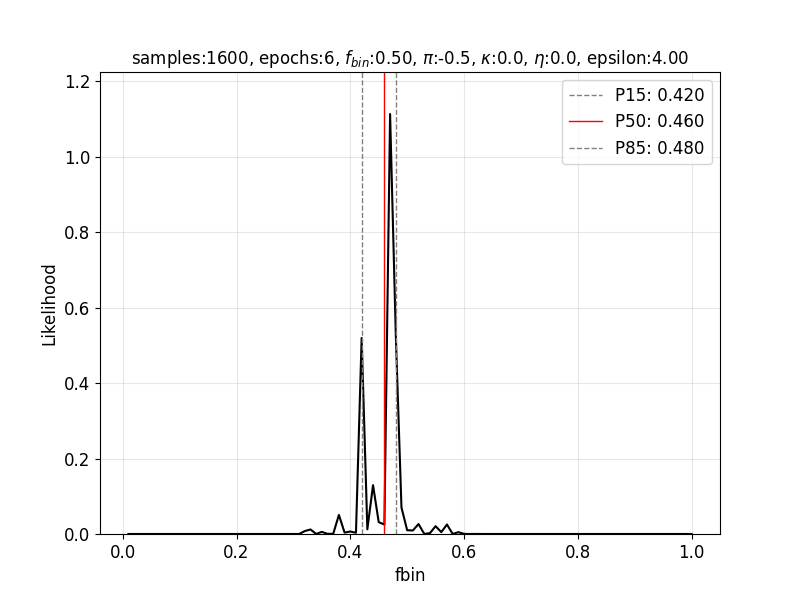 samples:1600, epochs:6, f_bin:0.50, π:-0.5, κ:0.0, η:0.0, epsilon:4.00
P15: 0.420
P50: 0.460
P85: 0.480
Likelihood
1.2
1.0
0.8
0.6
0.4
0.2
0.0
0.0 0.2 0.4 0.6 0.8 1.0
fbin